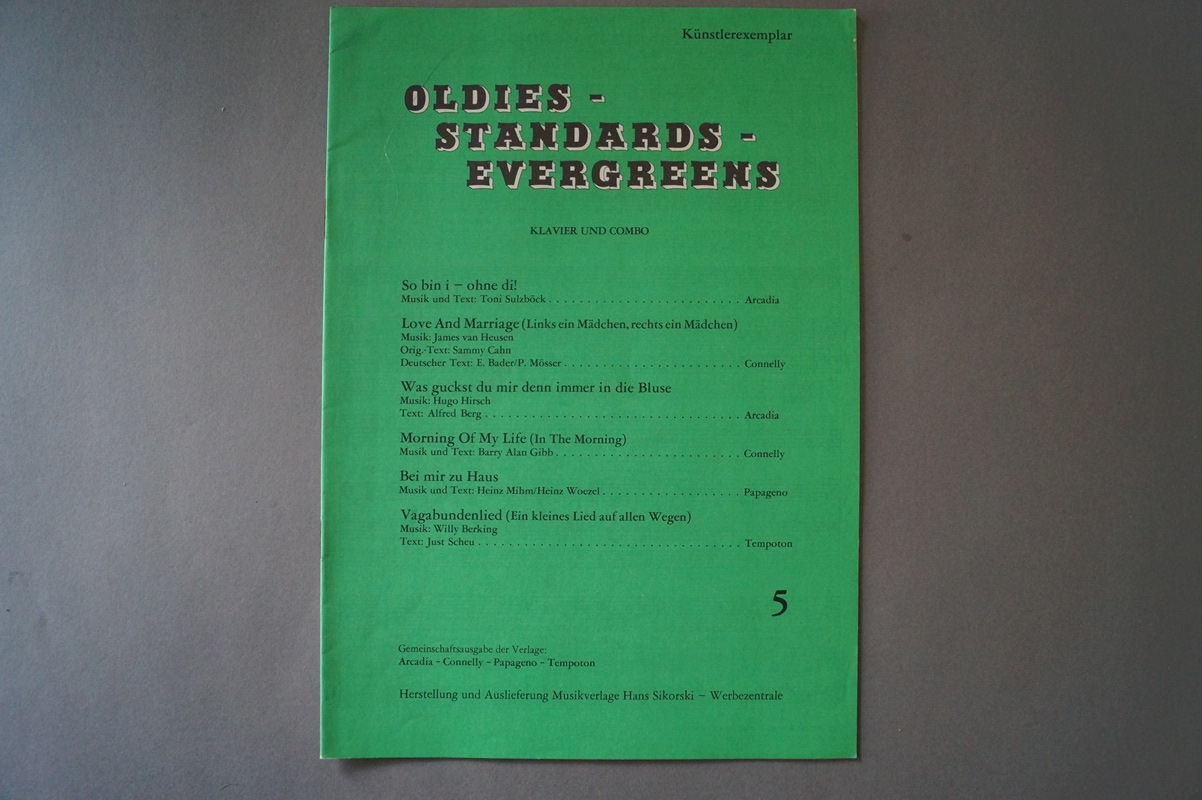 Künstlerexemplar
OLDIES -
STANDARDS -
EVERGREENS
KLAVIER UND COMBO
So bin i – ohne di!
Musik und Text: Toni Sulzböck . . . . . . . . . . . . . . . . . . . . . . . . . Arcadia
Love And Marriage (Links ein Mädchen, rechts ein Mädchen)
Musik: James van Heusen
Orig.-Text: Sammy Cahn
Deutscher Text: E. Bader/P. Mösser . . . . . . . . . . . . . . . . . . . . . . . Connelly
Was guckst du mir denn immer in die Bluse
Musik: Hugo Hirsch
Text: Alfred Berg . . . . . . . . . . . . . . . . . . . . . . . . . . . . . . . . . Arcadia
Morning Of My Life (In The Morning)
Musik und Text: Barry Alan Gibb . . . . . . . . . . . . . . . . . . . . . . . . Connelly
Bei mir zu Haus
Musik und Text: Heinz Mihm/Heinz Woezel . . . . . . . . . . . . . . . . . . Papageno
Vagabundenlied (Ein kleines Lied auf allen Wegen)
Musik: Willy Berking
Text: Just Scheu . . . . . . . . . . . . . . . . . . . . . . . . . . . . . . . . . . Tempoton
5
Gemeinschaftsausgabe der Verlage:
Arcadia – Connelly – Papageno – Tempoton
Herstellung und Auslieferung Musikverlage Hans Sikorski – Werbezentrale